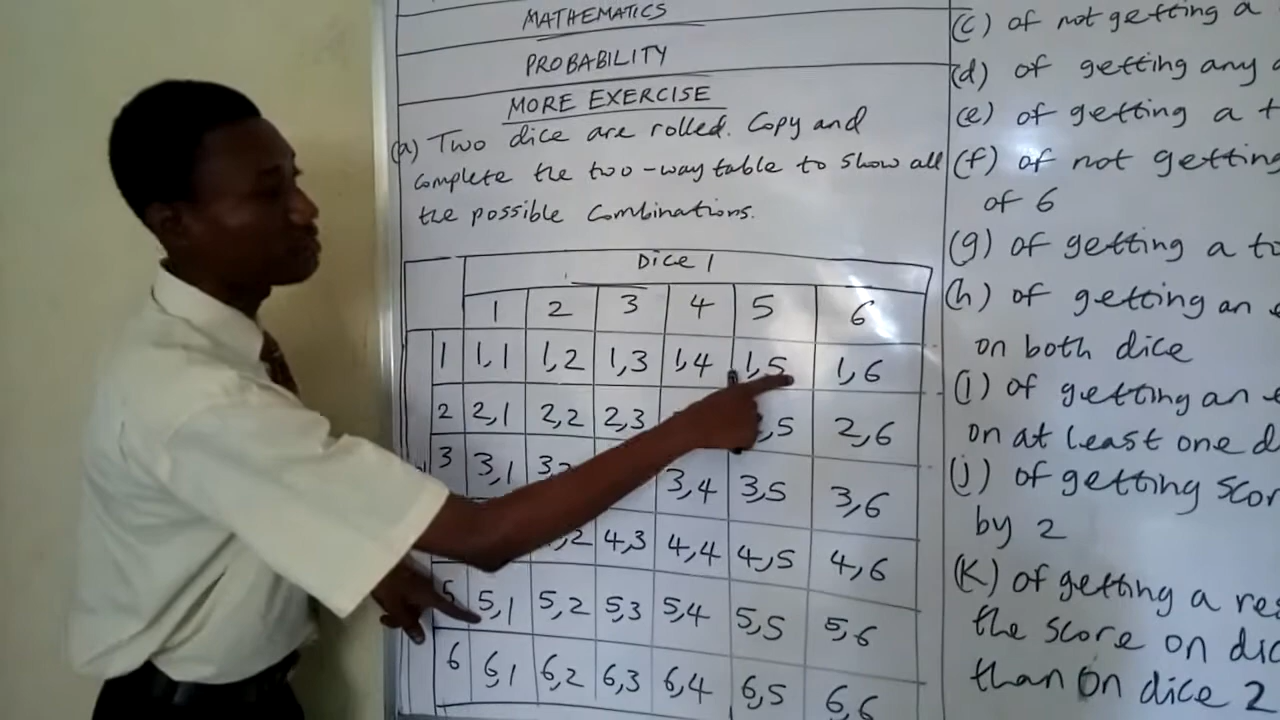 MATHEMATICS
PROBABILITY
MORE EXERCISE
(a) Two dice are rolled. Copy and
complete the two-way table to show all
the possible combinations.
Dice 1
1 2 3 4 5 6
1 1,1 1,2 1,3 1,4 1,5 1,6
2 2,1 2,2 2,3 ,5 2,6
3 3,1 3,4 3,5 3,6
,2 4,3 4,4 4,5 4,6
5 5,1 5,2 5,3 5,4 5,5 5,6
6 6,1 6,2 6,3 6,4 6,5 6,6
(c) of not getting a
(d) of getting any
(e) of getting a
(f) of not getting
of 6
(g) of getting a
(h) of getting an
on both dice
(i) of getting an
on at least one
(j) of getting
by 2
(k) of getting a
the score on
than on dice 2